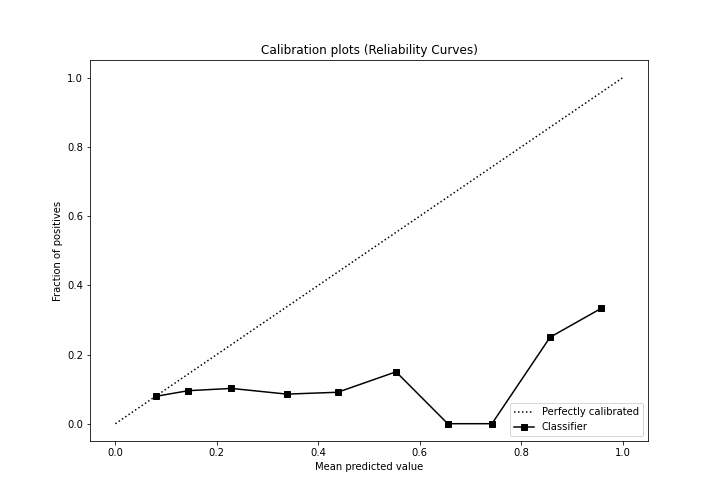 Calibration plots (Reliability Curves)
1.0
0.8
0.6
0.4
0.2
0.0
Fraction of positives
Perfectly calibrated
Classifier
0.0 0.2 0.4 0.6 0.8 1.0
Mean predicted value